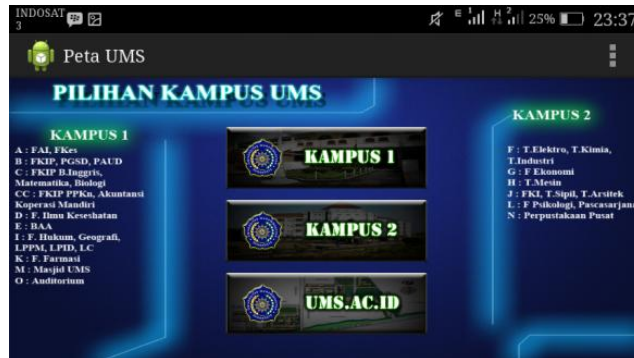 INDOSAT
3
E 1 H 2 25% 23:37
Peta UMS
PILIHAN KAMPUS UMS
KAMPUS 1
A : FAI, FKes
B : FKIP, PGSD, PAUD
C : FKIP B.Inggris,
Matematika, Biologi
CC : FKIP PPKn, Akuntansi
Koperasi Mandiri
D : F. Ilmu Keseshatan
E : BAA
I : F. Hukum, Geografi,
LPPM, LPID, LC
K : F. Farmasi
M : Masjid UMS
O : Auditorium
KAMPUS 1
KAMPUS 2
UMS.AC.ID
KAMPUS 2
F : T.Elektro, T.Kimia,
T.Industri
G : F Ekonomi
H : T.Mesin
J : FKI, T.Sipil, T.Arsitek
L : F Psikologi, Pascasarjana
N : Perpustakaan Pusat